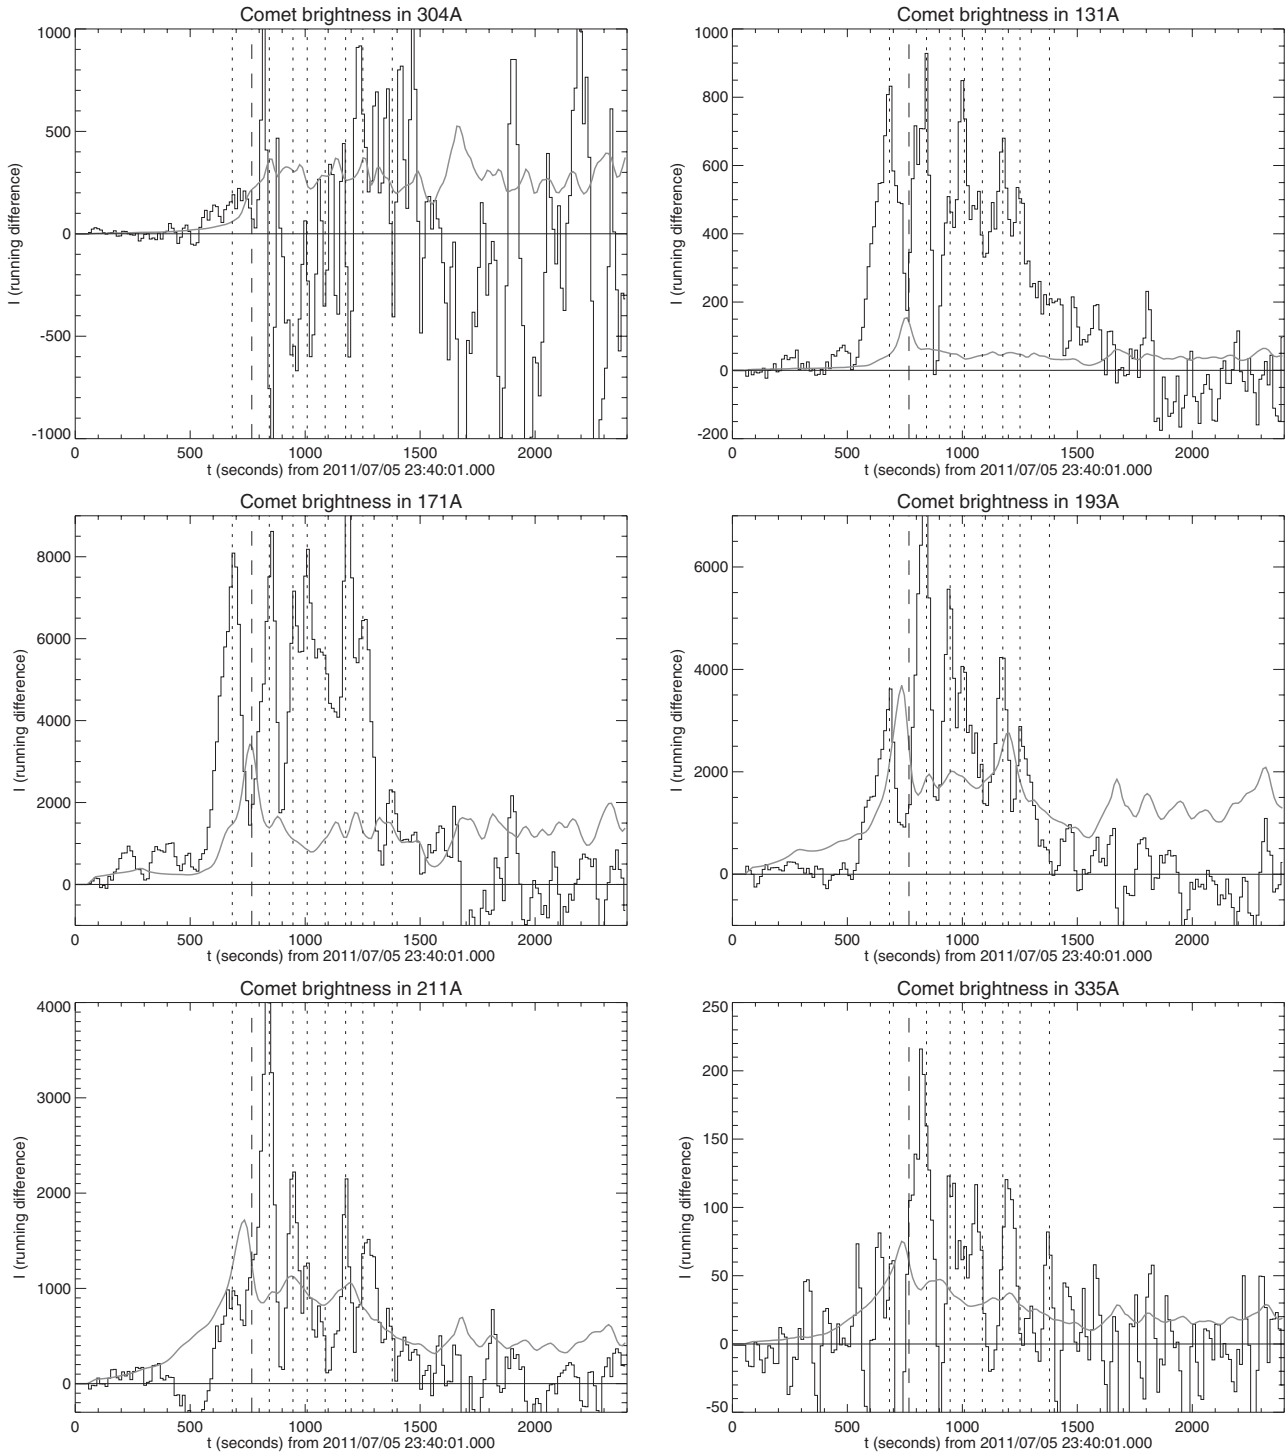 Comet brightness in 304A
1000
500
0
-500
-1000
I (running difference)
0 500 1000 1500 2000
t (seconds) from 2011/07/05 23:40:01.000
Comet brightness in 131A
1000
800
600
400
200
0
-200
I (running difference)
0 500 1000 1500 2000
t (seconds) from 2011/07/05 23:40:01.000
Comet brightness in 171A
8000
6000
4000
2000
0
I (running difference)
0 500 1000 1500 2000
t (seconds) from 2011/07/05 23:40:01.000
Comet brightness in 193A
6000
4000
2000
0
I (running difference)
0 500 1000 1500 2000
t (seconds) from 2011/07/05 23:40:01.000
Comet brightness in 211A
4000
3000
2000
1000
0
I (running difference)
0 500 1000 1500 2000
t (seconds) from 2011/07/05 23:40:01.000
Comet brightness in 335A
250
200
150
100
50
0
-50
I (running difference)
0 500 1000 1500 2000
t (seconds) from 2011/07/05 23:40:01.000